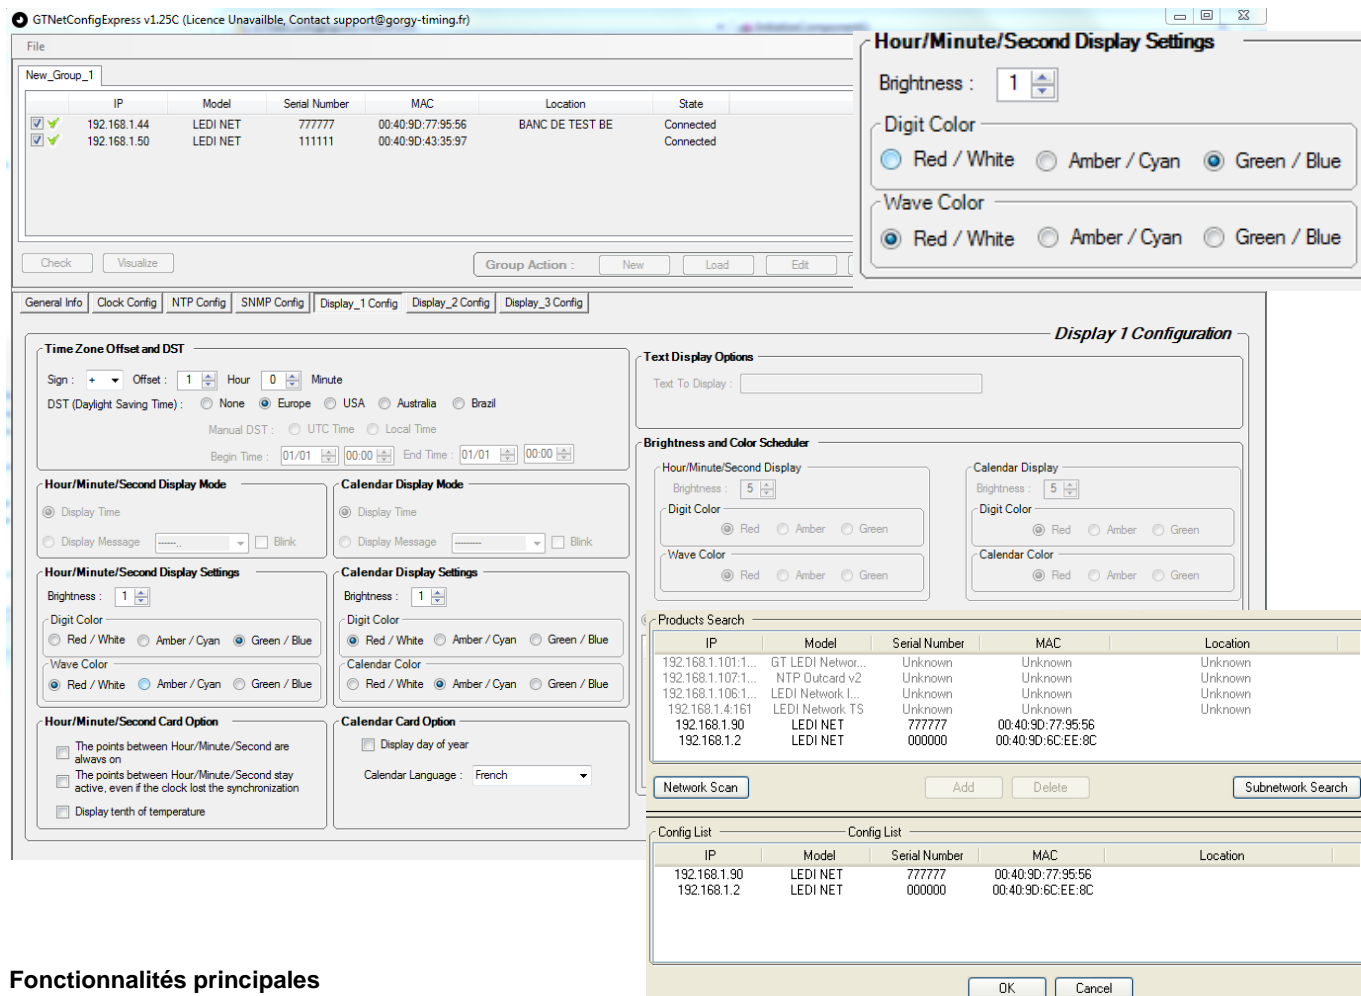 GTNetConfigExpress v1.25C (Licence Unavailble, Contact support@gorgy-timing.fr)
File
New_Group_1
IP Model Serial Number MAC Location State
192.168.1.44 LEDI NET 777777 00:40:9D:77:95:56 BANC DE TEST BE Connected
192.168.1.50 LEDI NET 111111 00:40:9D:43:35:97 Connected
Check Visualize Group Action : New Load Edit
Hour/Minute/Second Display Settings
Brightness : 1
Digit Color
Red / White Amber / Cyan Green / Blue
Wave Color
Red / White Amber / Cyan Green / Blue
General Info Clock Config NTP Config SNMP Config Display_1 Config Display_2 Config Display_3 Config
Display 1 Configuration
Time Zone Offset and DST
Sign : + Offset : 1 Hour 0 Minute
DST (Daylight Saving Time) : None Europe USA Australia Brazil
Manual DST : UTC Time Local Time
Begin Time : 01/01 00:00 End Time : 01/01 00:00
Text Display Options
Text To Display :
Hour/Minute/Second Display Mode
Display Time
Display Message ------.. Blink
Calendar Display Mode
Display Time
Display Message --------- Blink
Brightness and Color Scheduler
Hour/Minute/Second Display
Brightness : 5
Digit Color
Red Amber Green
Wave Color
Red Amber Green
Calendar Display
Brightness : 5
Digit Color
Red Amber Green
Calendar Color
Red Amber Green
Hour/Minute/Second Display Settings
Brightness : 1
Digit Color
Red / White Amber / Cyan Green / Blue
Wave Color
Red / White Amber / Cyan Green / Blue
Calendar Display Settings
Brightness : 1
Digit Color
Red / White Amber / Cyan Green / Blue
Calendar Color
Red / White Amber / Cyan Green / Blue
Hour/Minute/Second Card Option
The points between Hour/Minute/Second are
always on
The points between Hour/Minute/Second stay
active, even if the clock lost the synchronization
Display tenth of temperature
Calendar Card Option
Display day of year
Calendar Language : French
Products Search
IP Model Serial Number MAC Location
192.168.1.101:1... GT LEDI Networ... Unknown Unknown Unknown
192.168.1.107:1... NTP Outcard v2 Unknown Unknown Unknown
192.168.1.106:1... LEDI Network I... Unknown Unknown Unknown
192.168.1.4:161 LEDI Network TS Unknown Unknown Unknown
192.168.1.90 LEDI NET 777777 00:40:9D:77:95:56
192.168.1.2 LEDI NET 000000 00:40:9D:6C:EE:8C
Network Scan Add Delete Subnetwork Search
Config List Config List
IP Model Serial Number MAC Location
192.168.1.90 LEDI NET 777777 00:40:9D:77:95:56
192.168.1.2 LEDI NET 000000 00:40:9D:6C:EE:8C
OK Cancel
Fonctionnalités principales